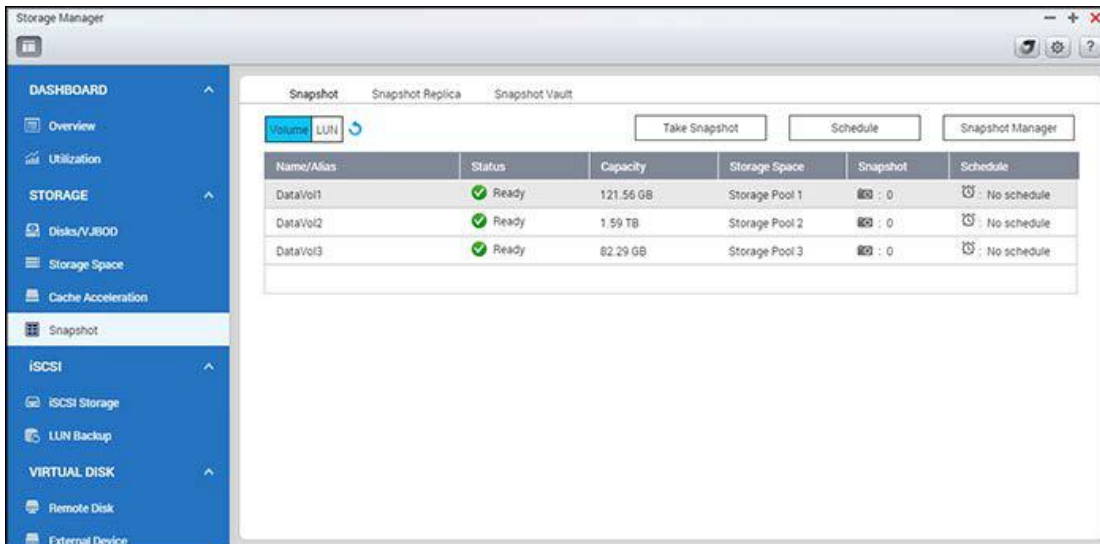 Storage Manager
?
DASHBOARD
Overview
Utilization
STORAGE
Disks/VJBOD
Storage Space
Cache Acceleration
Snapshot
iSCSI
iSCSI Storage
LUN Backup
VIRTUAL DISK
Remote Disk
External Device
Snapshot Snapshot Replica Snapshot Vault
Volume LUN Take Snapshot Schedule Snapshot Manager
Name/Alias Status Capacity Storage Space Snapshot Schedule
DataVol1 Ready 121.56 GB Storage Pool 1 : 0 : No schedule
DataVol2 Ready 1.59 TB Storage Pool 2 : 0 : No schedule
DataVol3 Ready 82.29 GB Storage Pool 3 : 0 : No schedule